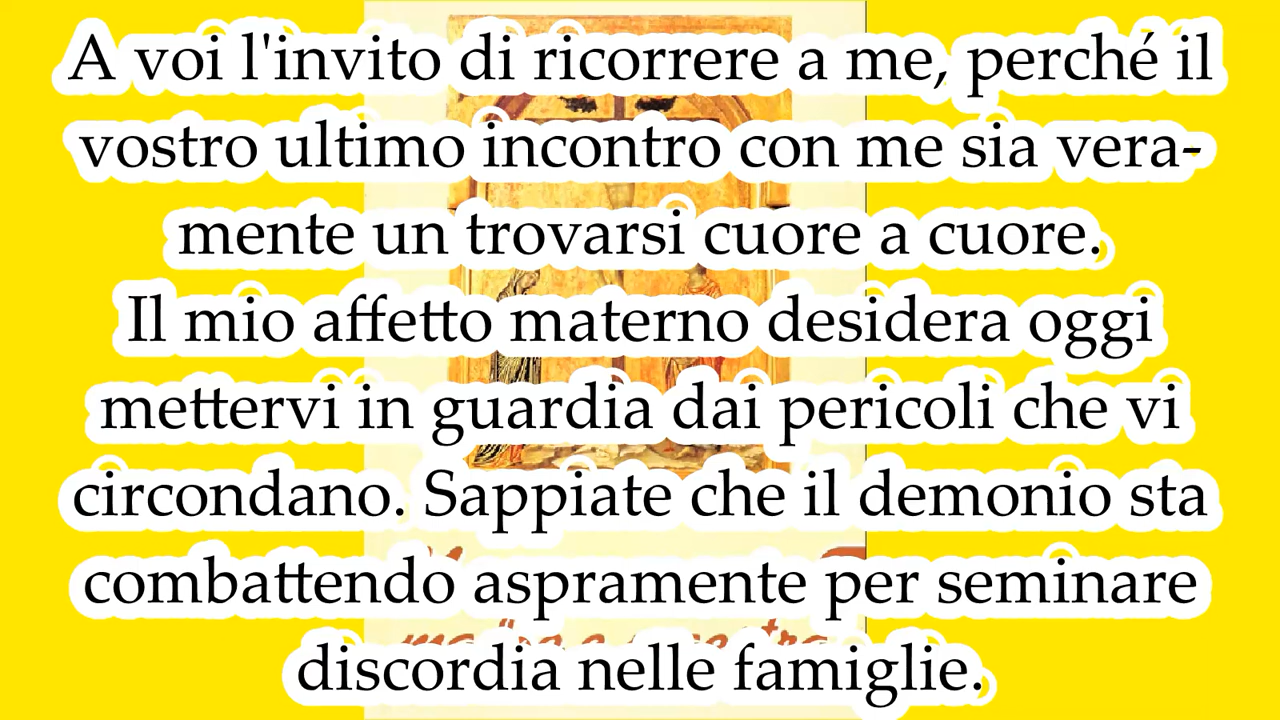 A voi l'invito di ricorrere a me, perché il
vostro ultimo incontro con me sia vera-
mente un trovarsi cuore a cuore.
Il mio affetto materno desidera oggi
mettervi in guardia dai pericoli che vi
circondano. Sappiate che il demonio sta
combattendo aspramente per seminare
discordia nelle famiglie.